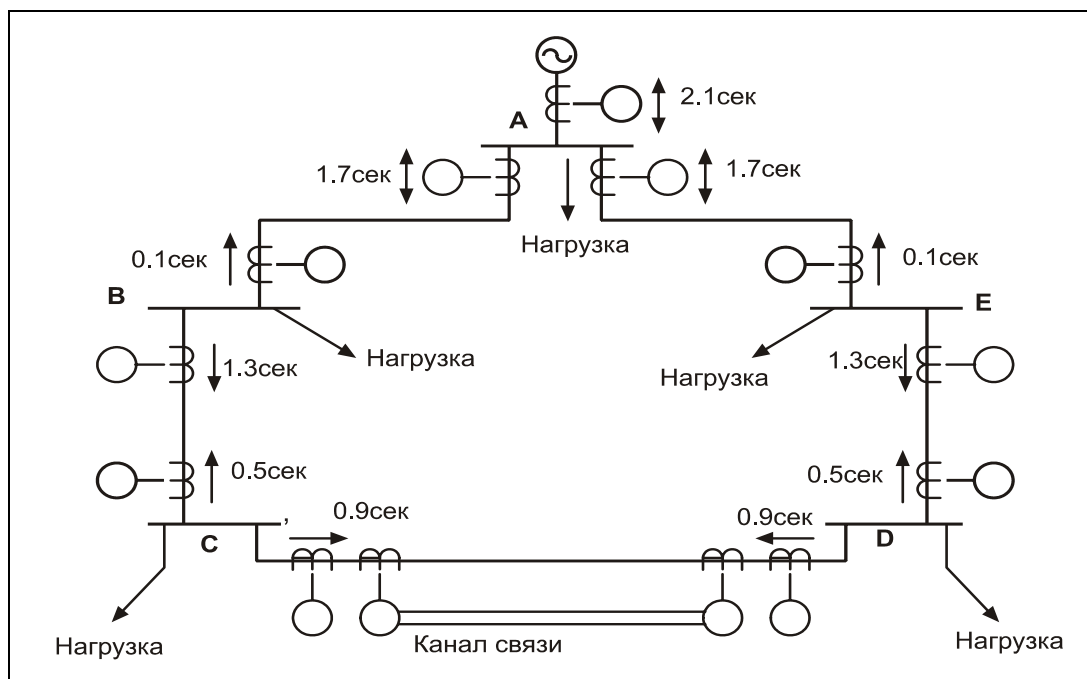 2.1сек
A
1.7сек
1.7сек
Нагрузка
0.1сек
0.1сек
B
E
Нагрузка
Нагрузка
1.3сек
1.3сек
0.5сек
0.5сек
,
0.9сек
0.9сек
C
D
Нагрузка
Канал связи
Нагрузка